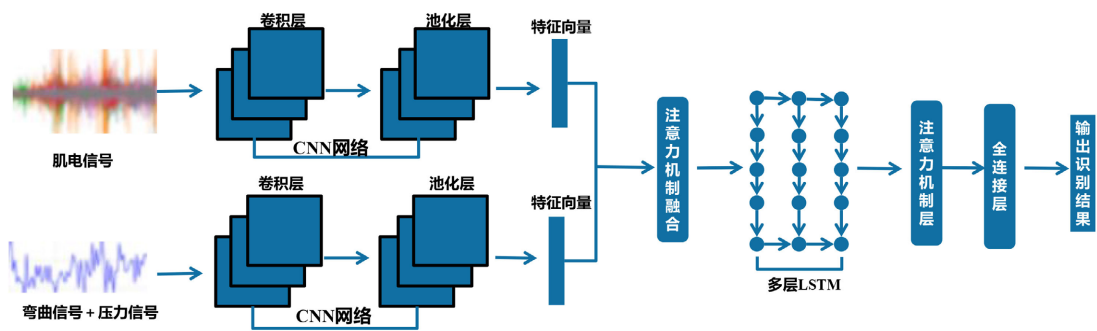 卷积层
池化层
特征向量
肌电信号
CNN网络
注意力机制融合
多层LSTM
注意力机制层
全连接层
输出识别结果
卷积层
池化层
特征向量
弯曲信号 + 压力信号
CNN网络